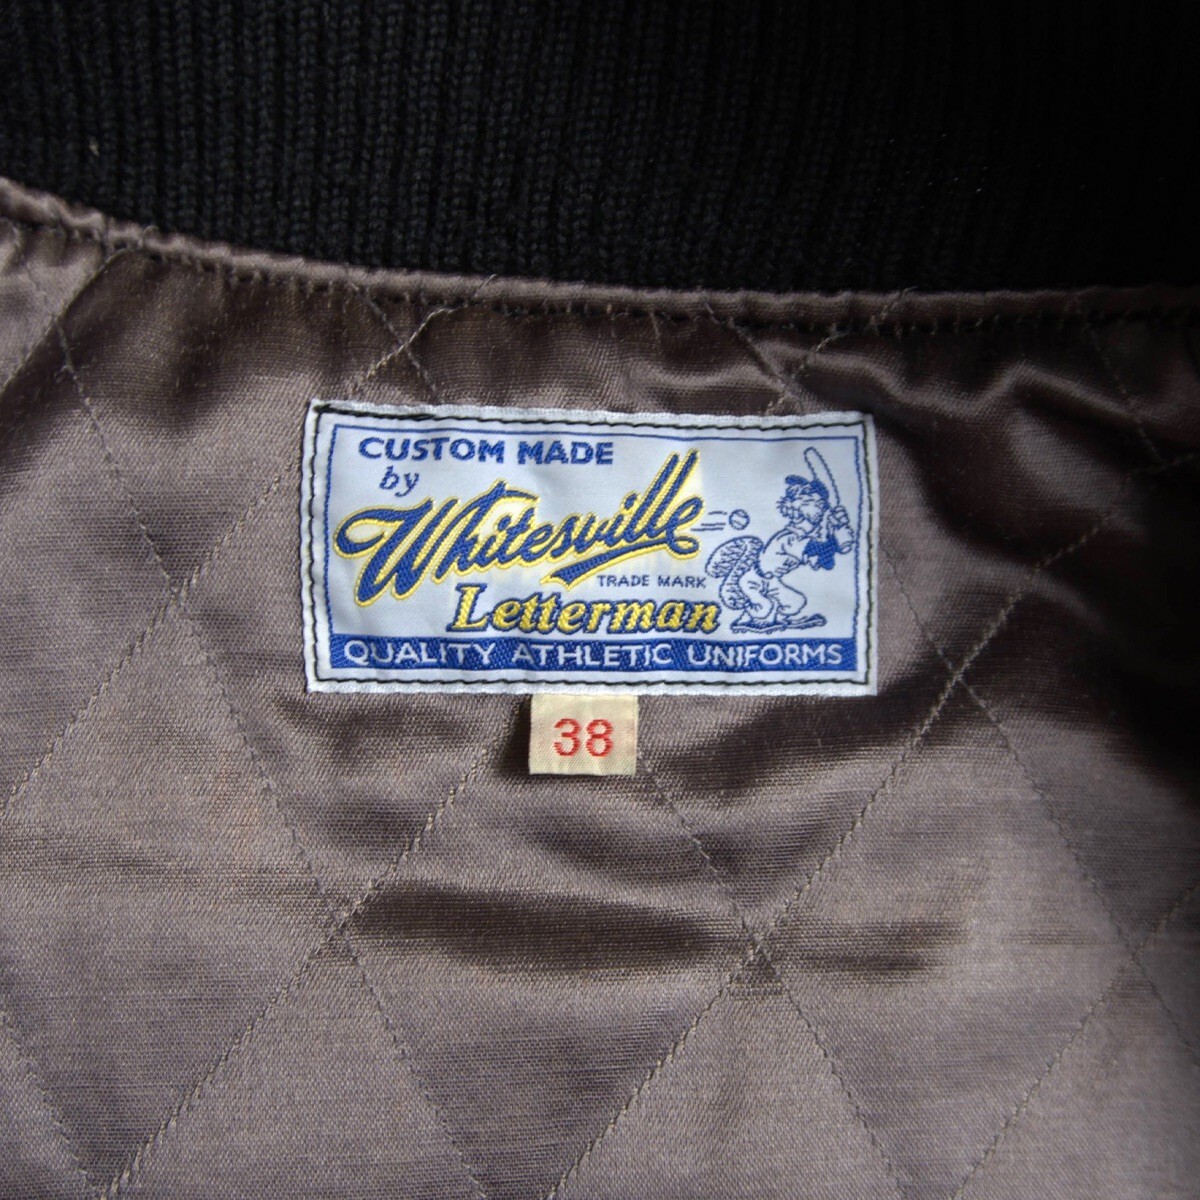 CUSTOM MADE
by
Whitesville
TRADE MARK
Letterman
QUALITY ATHLETIC UNIFORMS
38